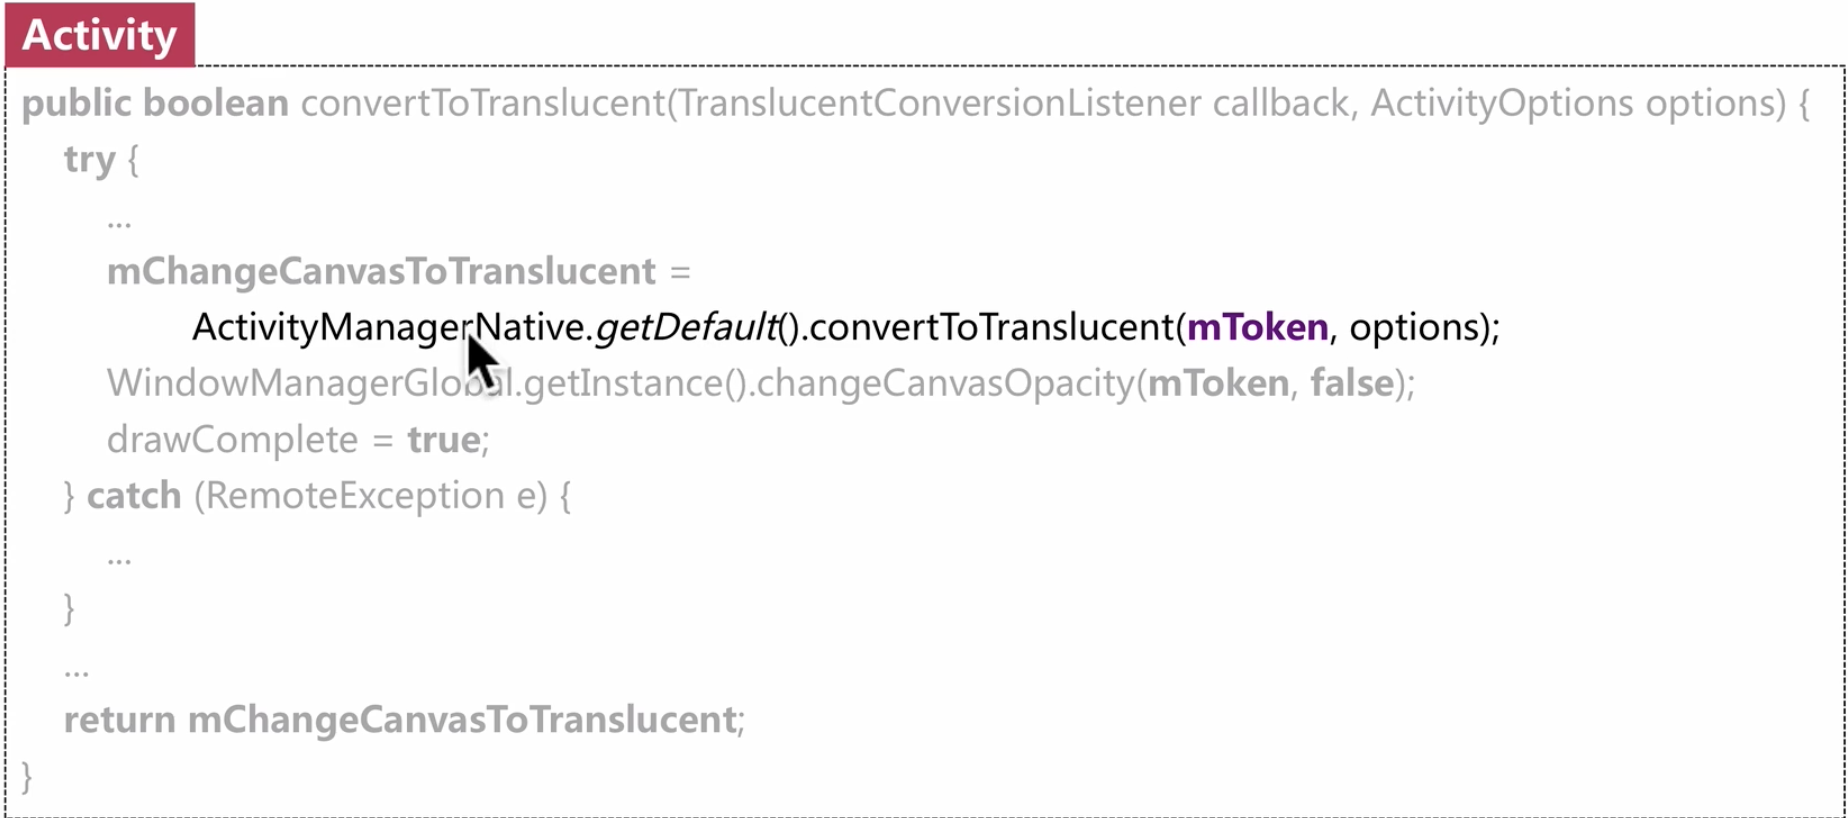 Activity
public boolean convertToTranslucent(TranslucentConversionListener callback, ActivityOptions options) {
try {
...
mChangeCanvasToTranslucent =
ActivityManagerNative.getDefault().convertToTranslucent(mToken, options);
WindowManagerGlobal.getInstance().changeCanvasOpacity(mToken, false);
drawComplete = true;
} catch (RemoteException e) {
...
}
...
return mChangeCanvasToTranslucent;
}